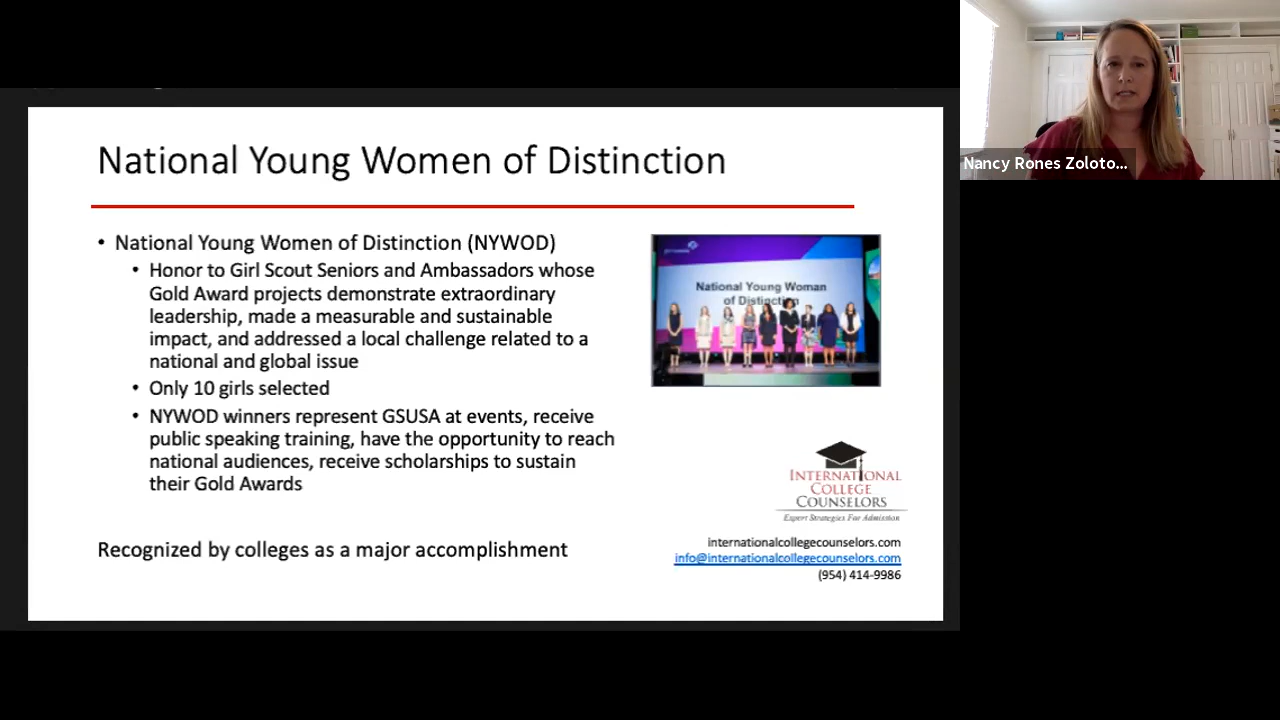 National Young Women of Distinction
• National Young Women of Distinction (NYWOD)
• Honor to Girl Scout Seniors and Ambassadors whose
Gold Award projects demonstrate extraordinary
leadership, made a measurable and sustainable
impact, and addressed a local challenge related to a
national and global issue
• Only 10 girls selected
• NYWOD winners represent GSUSA at events, receive
public speaking training, have the opportunity to reach
national audiences, receive scholarships to sustain
their Gold Awards
Recognized by colleges as a major accomplishment
National Young Woman
of Distinction
INTERNATIONAL
COLLEGE
COUNSELORS
Expert Strategies For Admission
internationalcollegecounselors.com
info@internationalcollegecounselors.com
(954) 414-9986
Nancy Rones Zoloto...